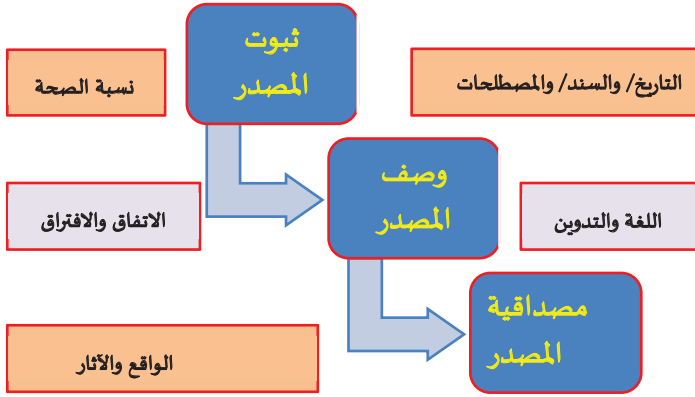 ثبوت
المصدر
التاريخ/ والسند/ والمصطلحات
نسبة الصحة
وصف
المصدر
اللغة والتدوين
الاتفاق والافتراق
مصداقية
المصدر
الواقع والآثار